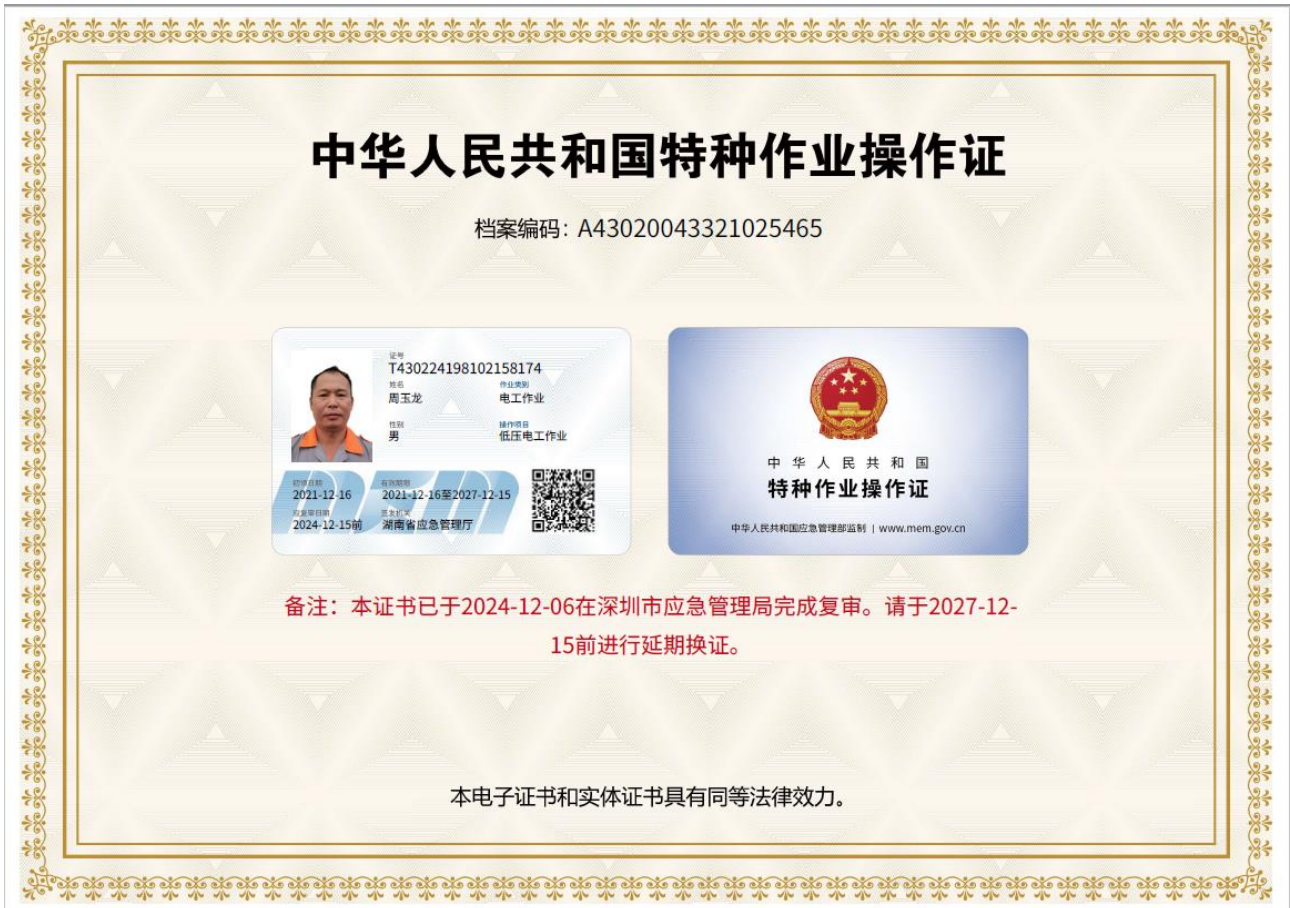 中华人民共和国特种作业操作证
档案编码：A43020043321025465
证号
T430224198102158174
姓名
周玉龙
作业类别
电工作业
性别
男
操作项目
低压电工作业
初领日期
2021-12-16
有效期限
2021-12-16至2027-12-15
应复审日期
2024-12-15前
签发机关
湖南省应急管理厅
中华人民共和国
特种作业操作证
中华人民共和国应急管理部监制 | www.mem.gov.cn
备注：本证书已于2024-12-06在深圳市应急管理局完成复审。请于2027-12-
15前进行延期换证。
本电子证书和实体证书具有同等法律效力。